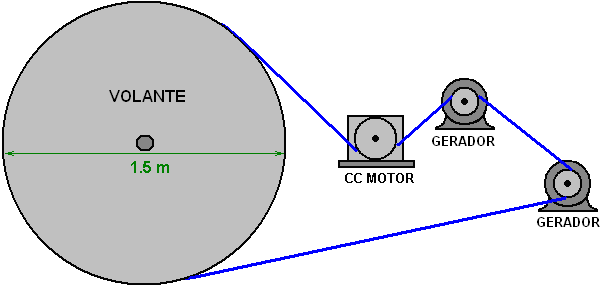 VOLANTE
1.5 m
CC MOTOR
GERADOR
GERADOR